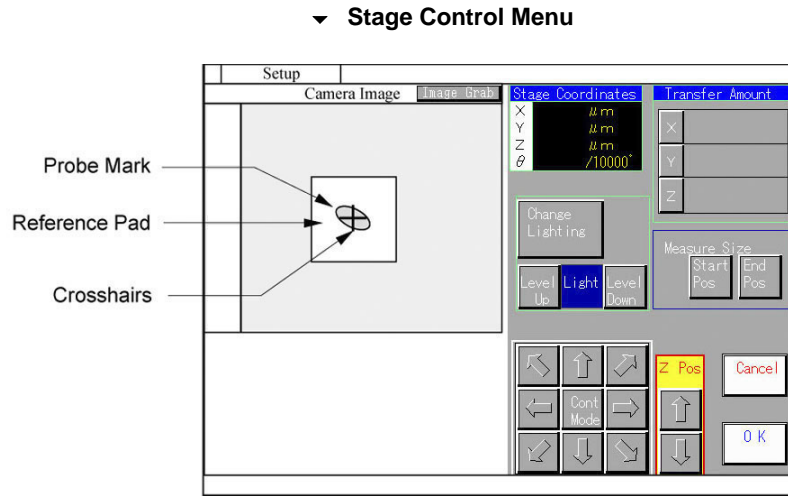 Stage Control Menu
Setup
Camera Image
Image Grab
Probe Mark
Reference Pad
Crosshairs
Stage Coordinates
X μm
Y μm
Z μm
θ /10000°
Transfer Amount
X
Y
Z
Change
Lighting
Level
Up
Light
Level
Down
Measure Size
Start
Pos
End
Pos
Cont
Mode
Z Pos
Cancel
OK